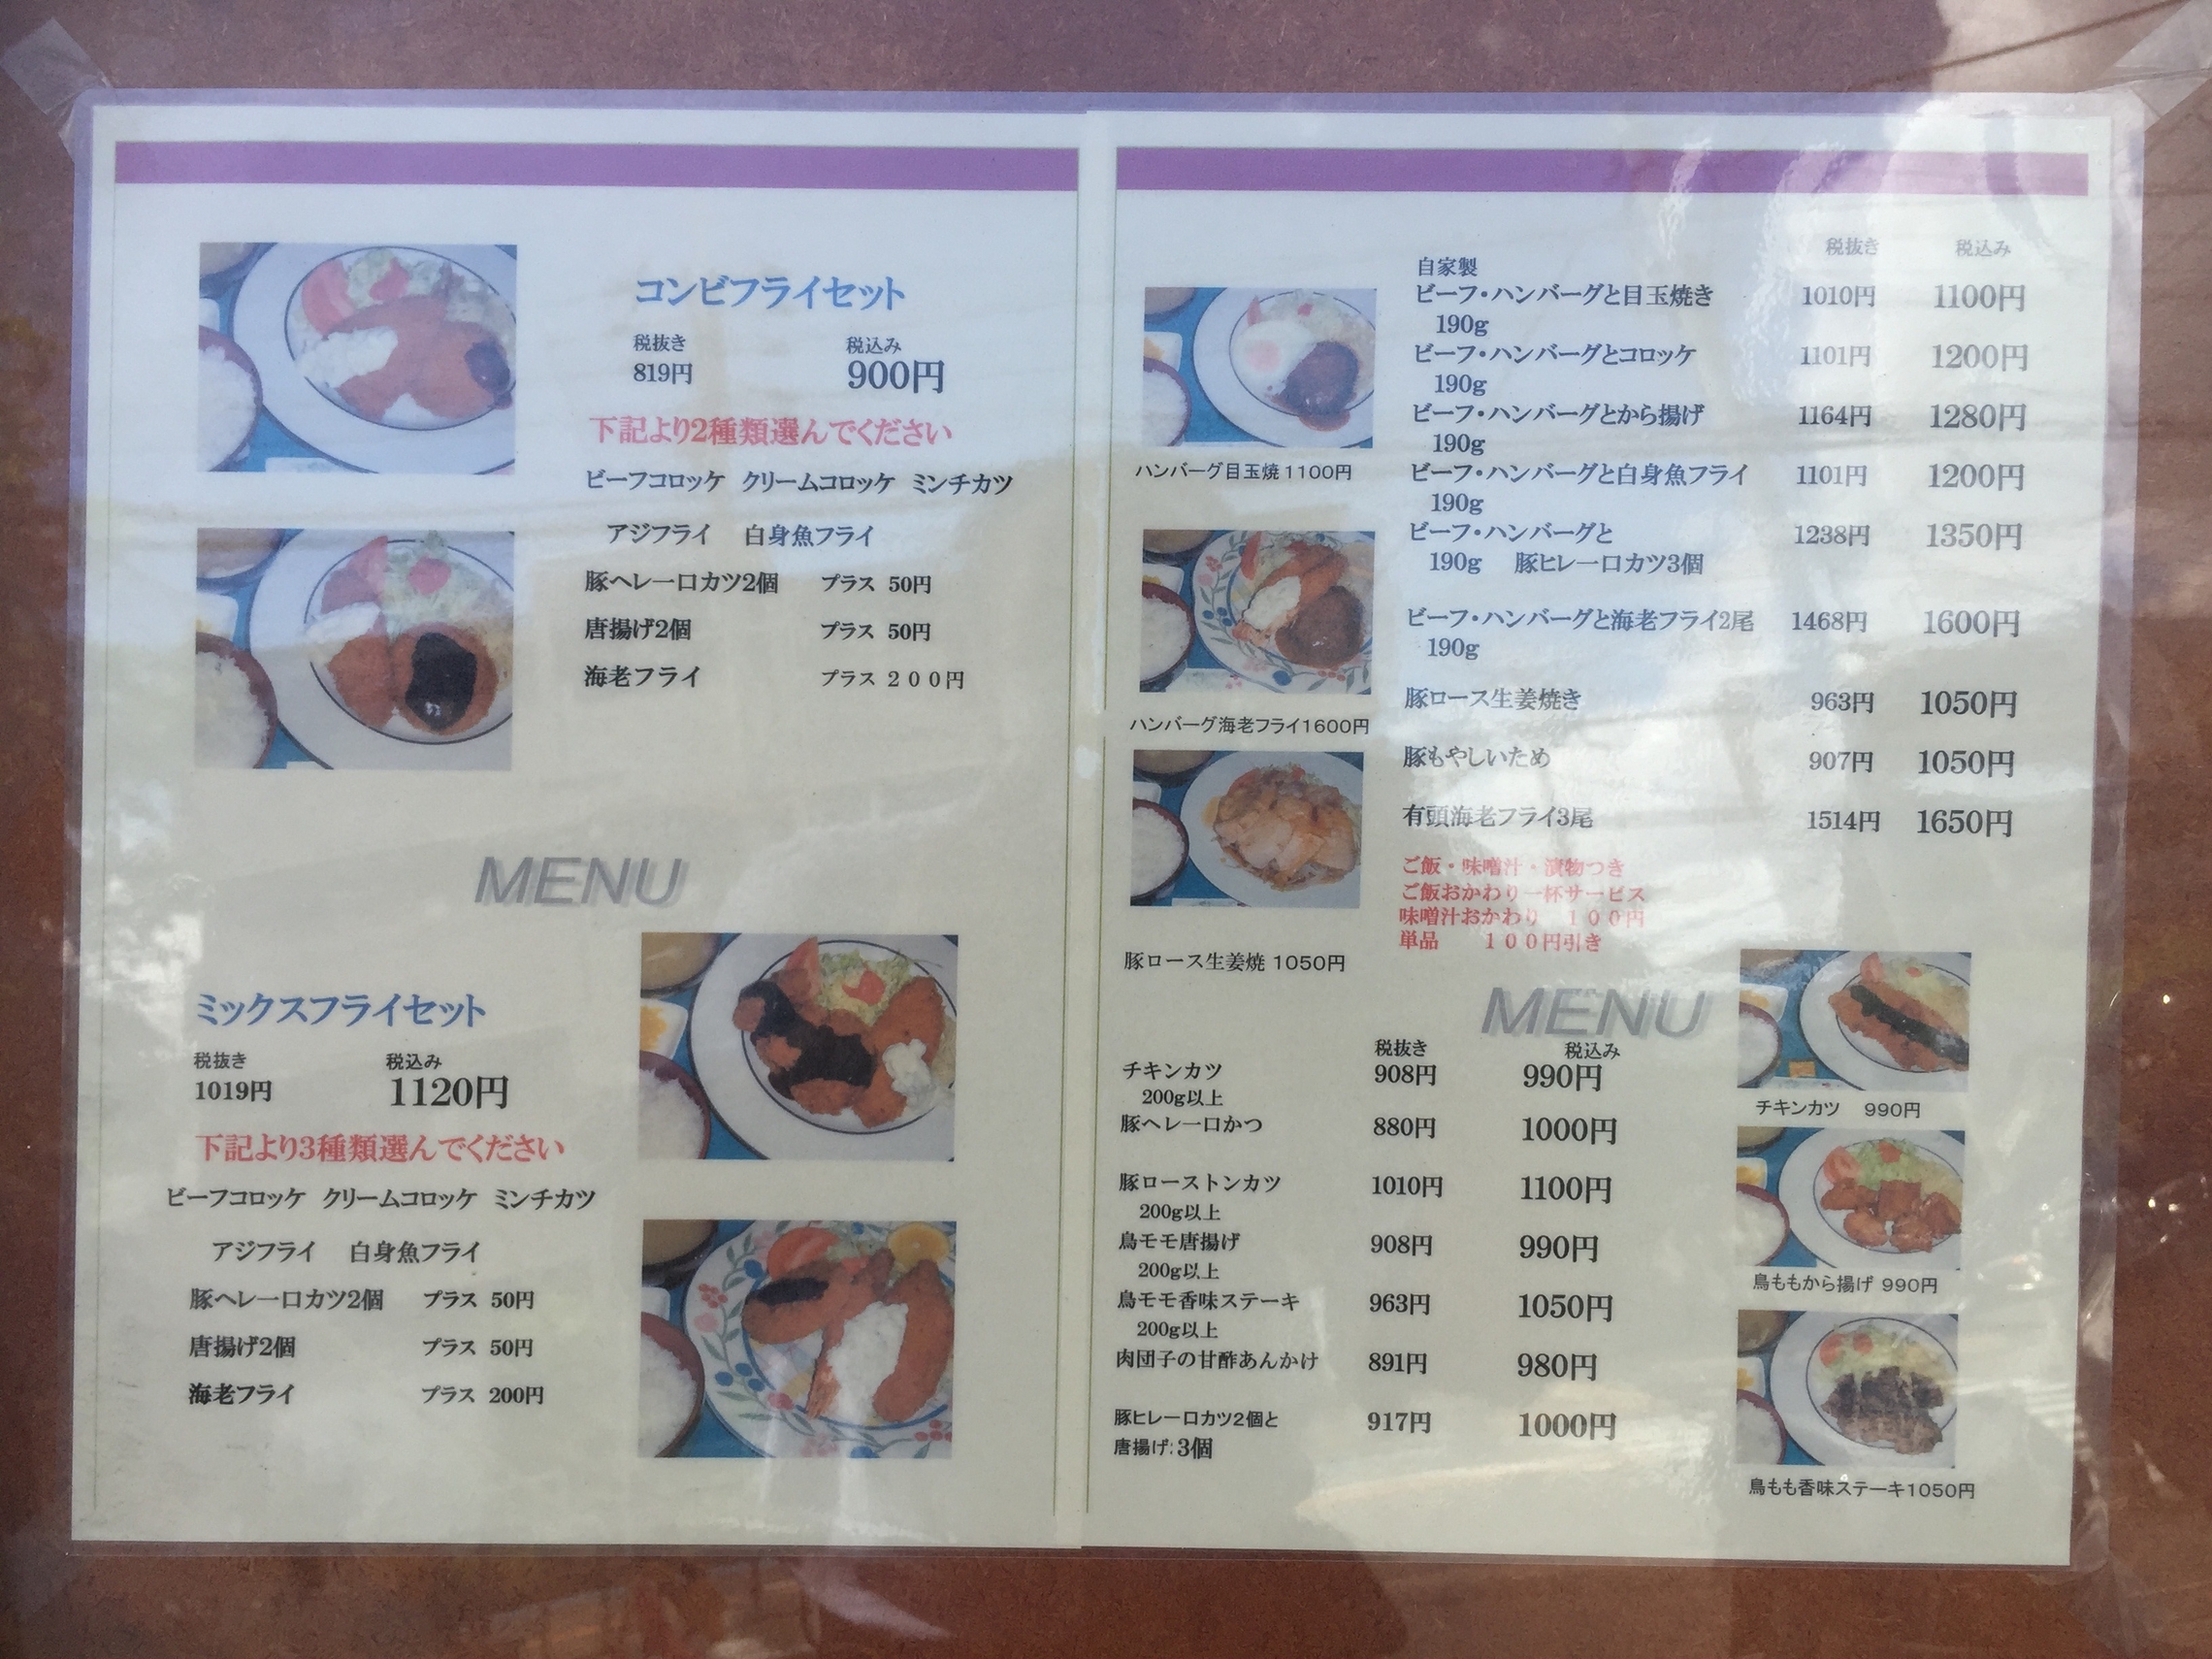 コンビフライセット
税抜き 税込み
819円 900円
下記より2種類選んでください
ビーフコロッケ クリームコロッケ ミンチカツ
アジフライ 白身魚フライ
豚ヘレ一口カツ2個 プラス 50円
唐揚げ2個 プラス 50円
海老フライ プラス 200円
MENU
ミックスフライセット
税抜き 税込み
1019円 1120円
下記より3種類選んでください
ビーフコロッケ クリームコロッケ ミンチカツ
アジフライ 白身魚フライ
豚ヘレ一口カツ2個 プラス 50円
唐揚げ2個 プラス 50円
海老フライ プラス 200円
税抜き 税込み
自家製
ビーフ・ハンバーグと目玉焼き 1010円 1100円
190g
ビーフ・ハンバーグとコロッケ 1101円 1200円
190g
ビーフ・ハンバーグとから揚げ 1164円 1280円
190g
ビーフ・ハンバーグと白身魚フライ 1101円 1200円
190g
ビーフ・ハンバーグと 1238円 1350円
190g 豚ヒレ一口カツ3個
ビーフ・ハンバーグと海老フライ2尾 1468円 1600円
190g
豚ロース生姜焼き 963円 1050円
豚もやしいため 907円 1050円
有頭海老フライ3尾 1514円 1650円
ハンバーグ目玉焼 1100円
ハンバーグ海老フライ1600円
豚ロース生姜焼 1050円
ご飯・味噌汁・漬物つき
ご飯おかわり一杯サービス
味噌汁おかわり 100円
単品 100円引き
MENU
税抜き 税込み
チキンカツ 908円 990円
200g以上
豚ヘレ一口かつ 880円 1000円
豚ローストンカツ 1010円 1100円
200g以上
鳥モモ唐揚げ 908円 990円
200g以上
鳥モモ香味ステーキ 963円 1050円
200g以上
肉団子の甘酢あんかけ 891円 980円
豚ヒレ一口カツ2個と 917円 1000円
唐揚げ:3個
チキンカツ 990円
鳥ももから揚げ 990円
鳥もも香味ステーキ1050円